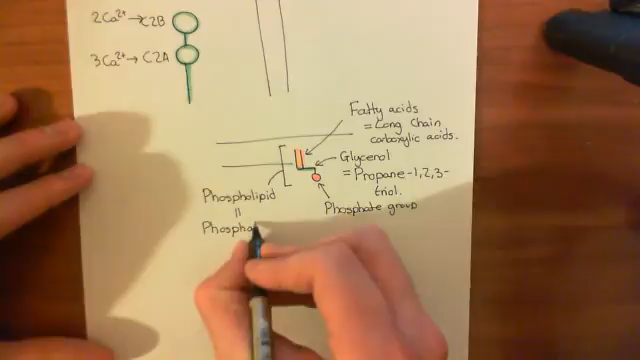 2Ca²⁺→C2B
3Ca²⁺→C2A
Fatty acids
= Long Chain
carboxylic acids.
Glycerol
= Propane-1,2,3-
triol.
Phosphate group
Phospholipid
=
Phospha